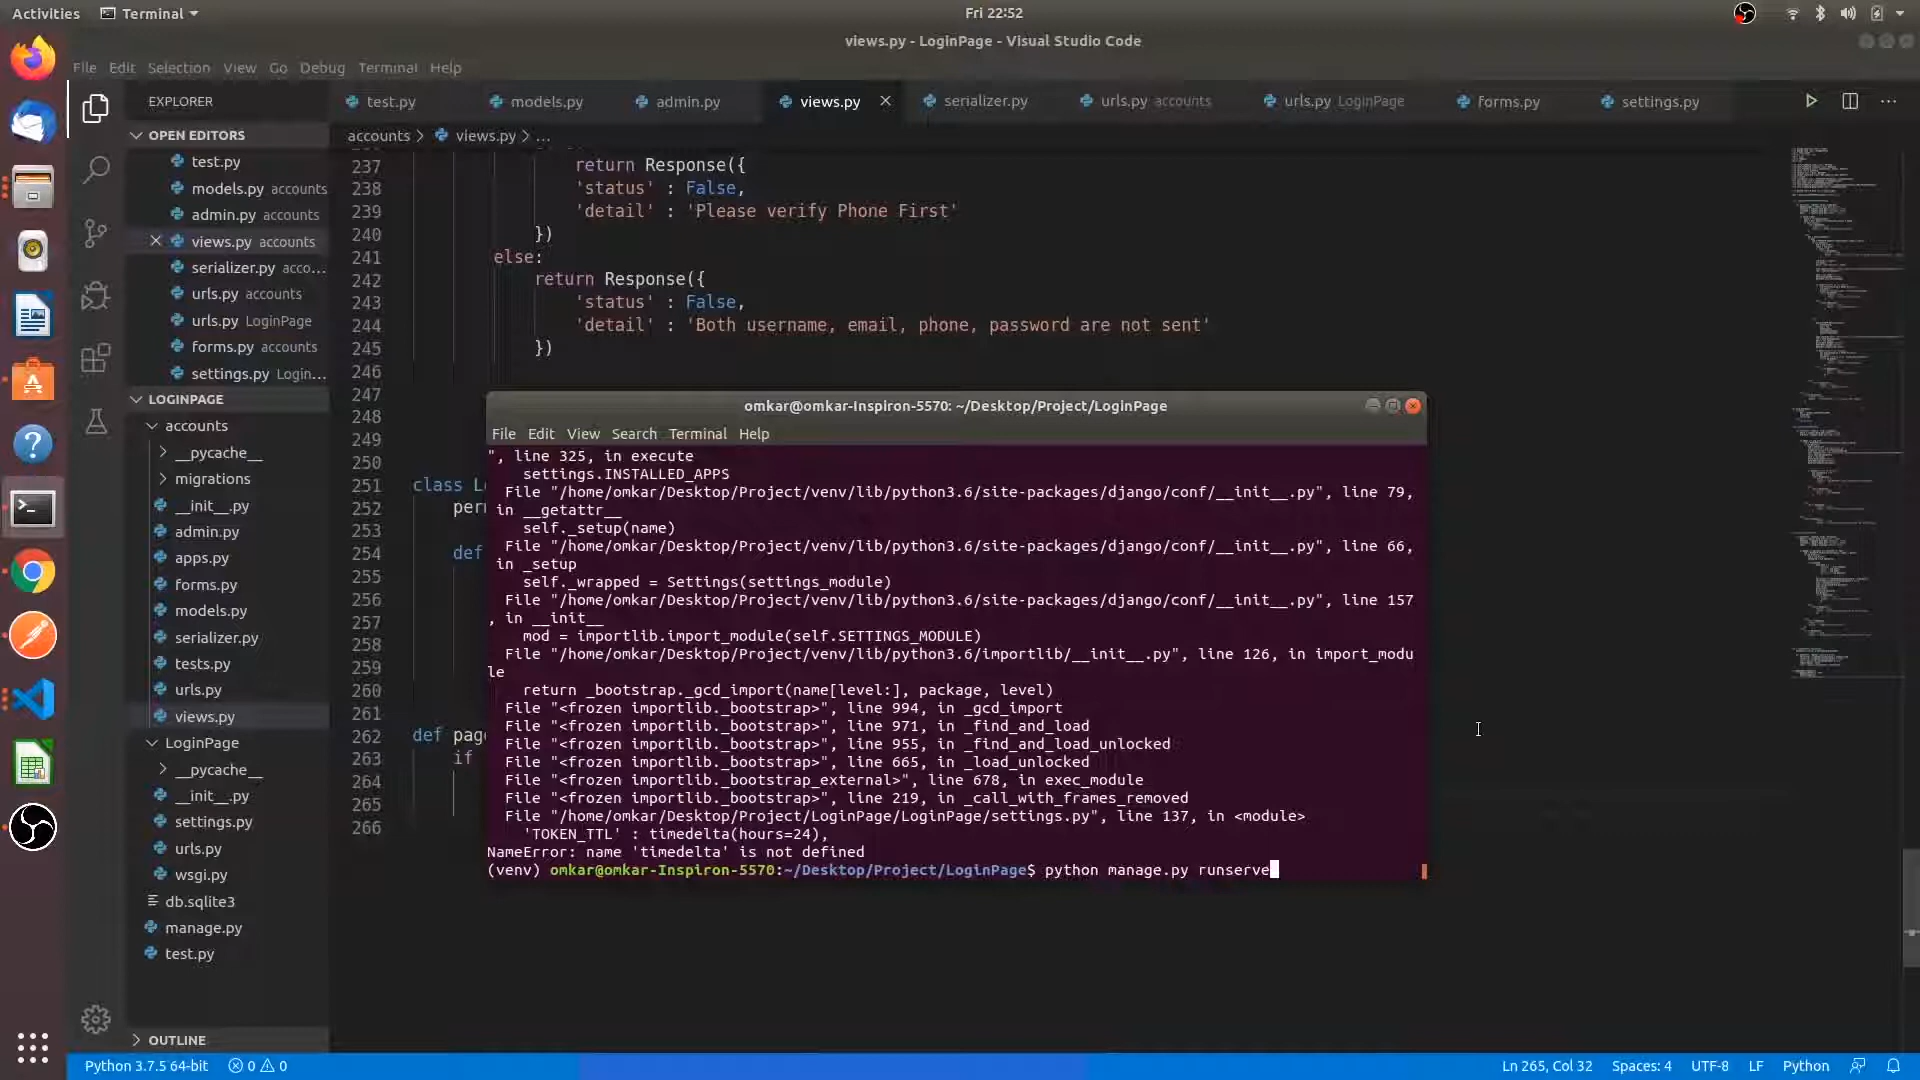 Activities
Terminal
Fri 22:52
views.py - LoginPage - Visual Studio Code
File Edit Selection View Go Debug Terminal Help
EXPLORER
OPEN EDITORS
test.py
models.py accounts
admin.py accounts
views.py accounts
serializer.py acco...
urls.py accounts
urls.py LoginPage
forms.py accounts
settings.py Login...
LOGINPAGE
accounts
__pycache__
migrations
__init__.py
admin.py
apps.py
forms.py
models.py
serializer.py
tests.py
urls.py
views.py
LoginPage
__pycache__
__init__.py
settings.py
urls.py
wsgi.py
db.sqlite3
manage.py
test.py
OUTLINE
test.py models.py admin.py views.py serializer.py urls.py accounts urls.py LoginPage forms.py settings.py
accounts > views.py > ...
237 return Response({
238 'status' : False,
239 'detail' : 'Please verify Phone First'
240 })
241 else:
242 return Response({
243 'status' : False,
244 'detail' : 'Both username, email, phone, password are not sent'
245 })
246
247
248
249
250
251 class L
252 per
253
254 def
255
256
257
258
259
260
261
262 def page
263 if
264
265
266
omkar@omkar-Inspiron-5570: ~/Desktop/Project/LoginPage
File Edit View Search Terminal Help
", line 325, in execute
settings.INSTALLED_APPS
File "/home/omkar/Desktop/Project/venv/lib/python3.6/site-packages/django/conf/__init__.py", line 79,
in __getattr__
self._setup(name)
File "/home/omkar/Desktop/Project/venv/lib/python3.6/site-packages/django/conf/__init__.py", line 66,
in _setup
self._wrapped = Settings(settings_module)
File "/home/omkar/Desktop/Project/venv/lib/python3.6/site-packages/django/conf/__init__.py", line 157
, in __init__
mod = importlib.import_module(self.SETTINGS_MODULE)
File "/home/omkar/Desktop/Project/venv/lib/python3.6/importlib/__init__.py", line 126, in import_modu
le
return _bootstrap._gcd_import(name[level:], package, level)
File "<frozen importlib._bootstrap>", line 994, in _gcd_import
File "<frozen importlib._bootstrap>", line 971, in _find_and_load
File "<frozen importlib._bootstrap>", line 955, in _find_and_load_unlocked
File "<frozen importlib._bootstrap>", line 665, in _load_unlocked
File "<frozen importlib._bootstrap_external>", line 678, in exec_module
File "<frozen importlib._bootstrap>", line 219, in _call_with_frames_removed
File "/home/omkar/Desktop/Project/LoginPage/LoginPage/settings.py", line 137, in <module>
'TOKEN_TTL' : timedelta(hours=24),
NameError: name 'timedelta' is not defined
(venv) omkar@omkar-Inspiron-5570:~/Desktop/Project/LoginPage$ python manage.py runserve
Python 3.7.5 64-bit 0 0 Ln 265, Col 32 Spaces: 4 UTF-8 LF Python